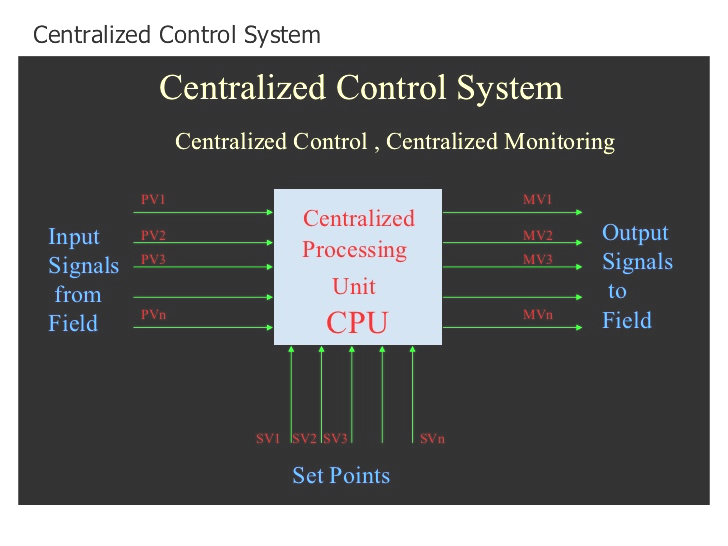 Centralized Control System
Centralized Control System
Centralized Control , Centralized Monitoring
PV1
PV2
PV3
PVn
Input
Signals
from
Field
Centralized
Processing
Unit
CPU
MV1
MV2
MV3
MVn
Output
Signals
to
Field
SV1 SV2 SV3 SVn
Set Points